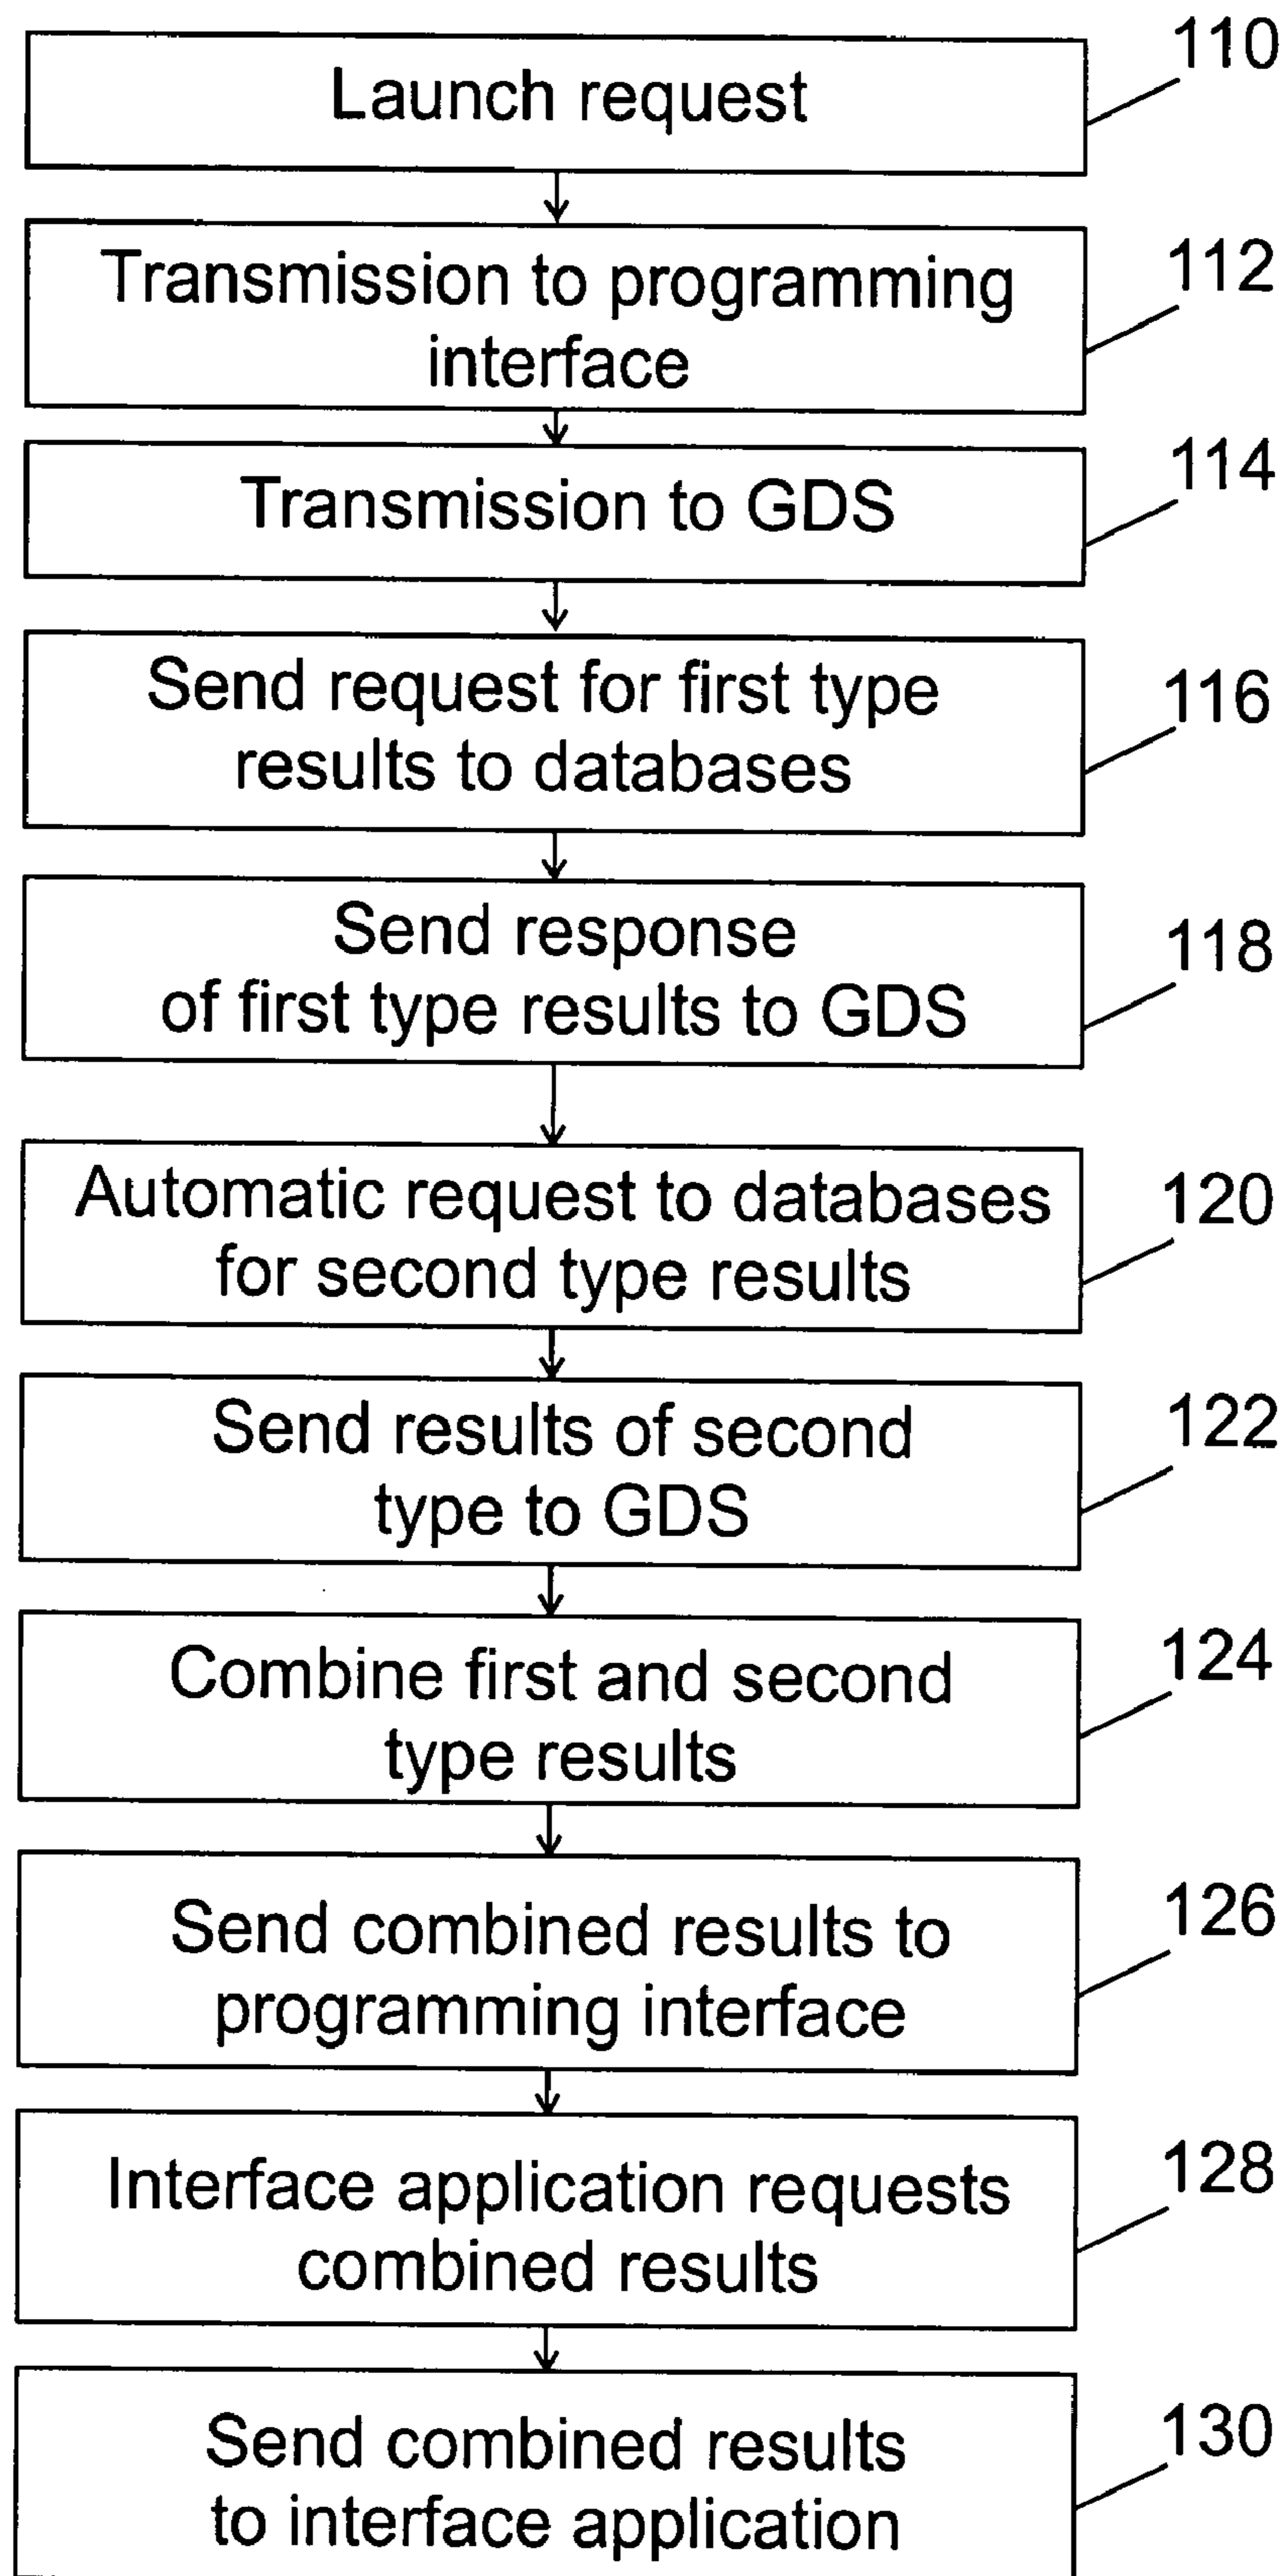 110
Launch request
112
Transmission to programming
interface
114
Transmission to GDS
116
Send request for first type
results to databases
118
Send response
of first type results to GDS
120
Automatic request to databases
for second type results
122
Send results of second
type to GDS
124
Combine first and second
type results
126
Send combined results to
programming interface
128
Interface application requests
combined results
130
Send combined results
to interface application